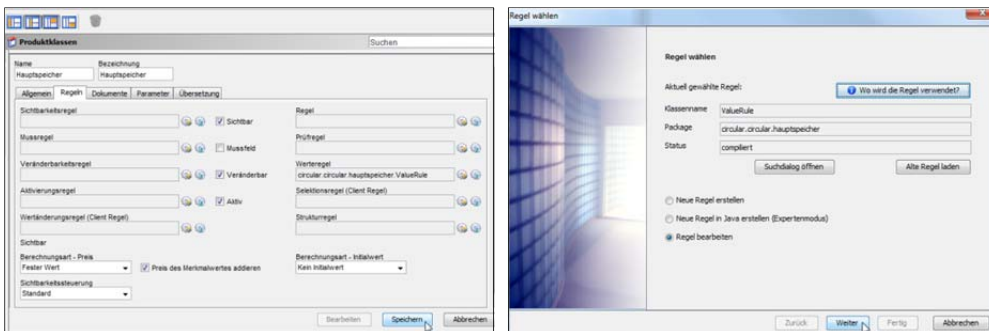 Produktklassen
Suchen
Name Bezeichnung
Hauptspeicher Hauptspeicher
Allgemein Regeln Dokumente Parameter Übersetzung
Sichtbarkeitsregel Regel
Sichtbar
Mussregel Prüfregel
Mussfeld
Veränderbarkeitsregel Werteregel
Veränderbar circular.circular.hauptspeicher.ValueRule
Aktivierungsregel Selektionsregel (Client Regel)
Aktiv
Wertänderungsregel (Client Regel) Strukturregel
Sichtbar
Berechnungsart - Preis Berechnungsart - Initialwert
Fester Wert Preis des Merkmalwertes addieren Kein Initialwert
Sichtbarkeitssteuerung
Standard
Bearbeiten Speichern Abbrechen
Regel wählen
Regel wählen
Aktuell gewählte Regel: Wo wird die Regel verwendet?
Klassenname ValueRule
Package circular.circular.hauptspeicher
Status compiliert
Suchdialog öffnen Alte Regel laden
Neue Regel erstellen
Neue Regel in Java erstellen (Expertenmodus)
Regel bearbeiten
Zurück Weiter Fertig Abbrechen